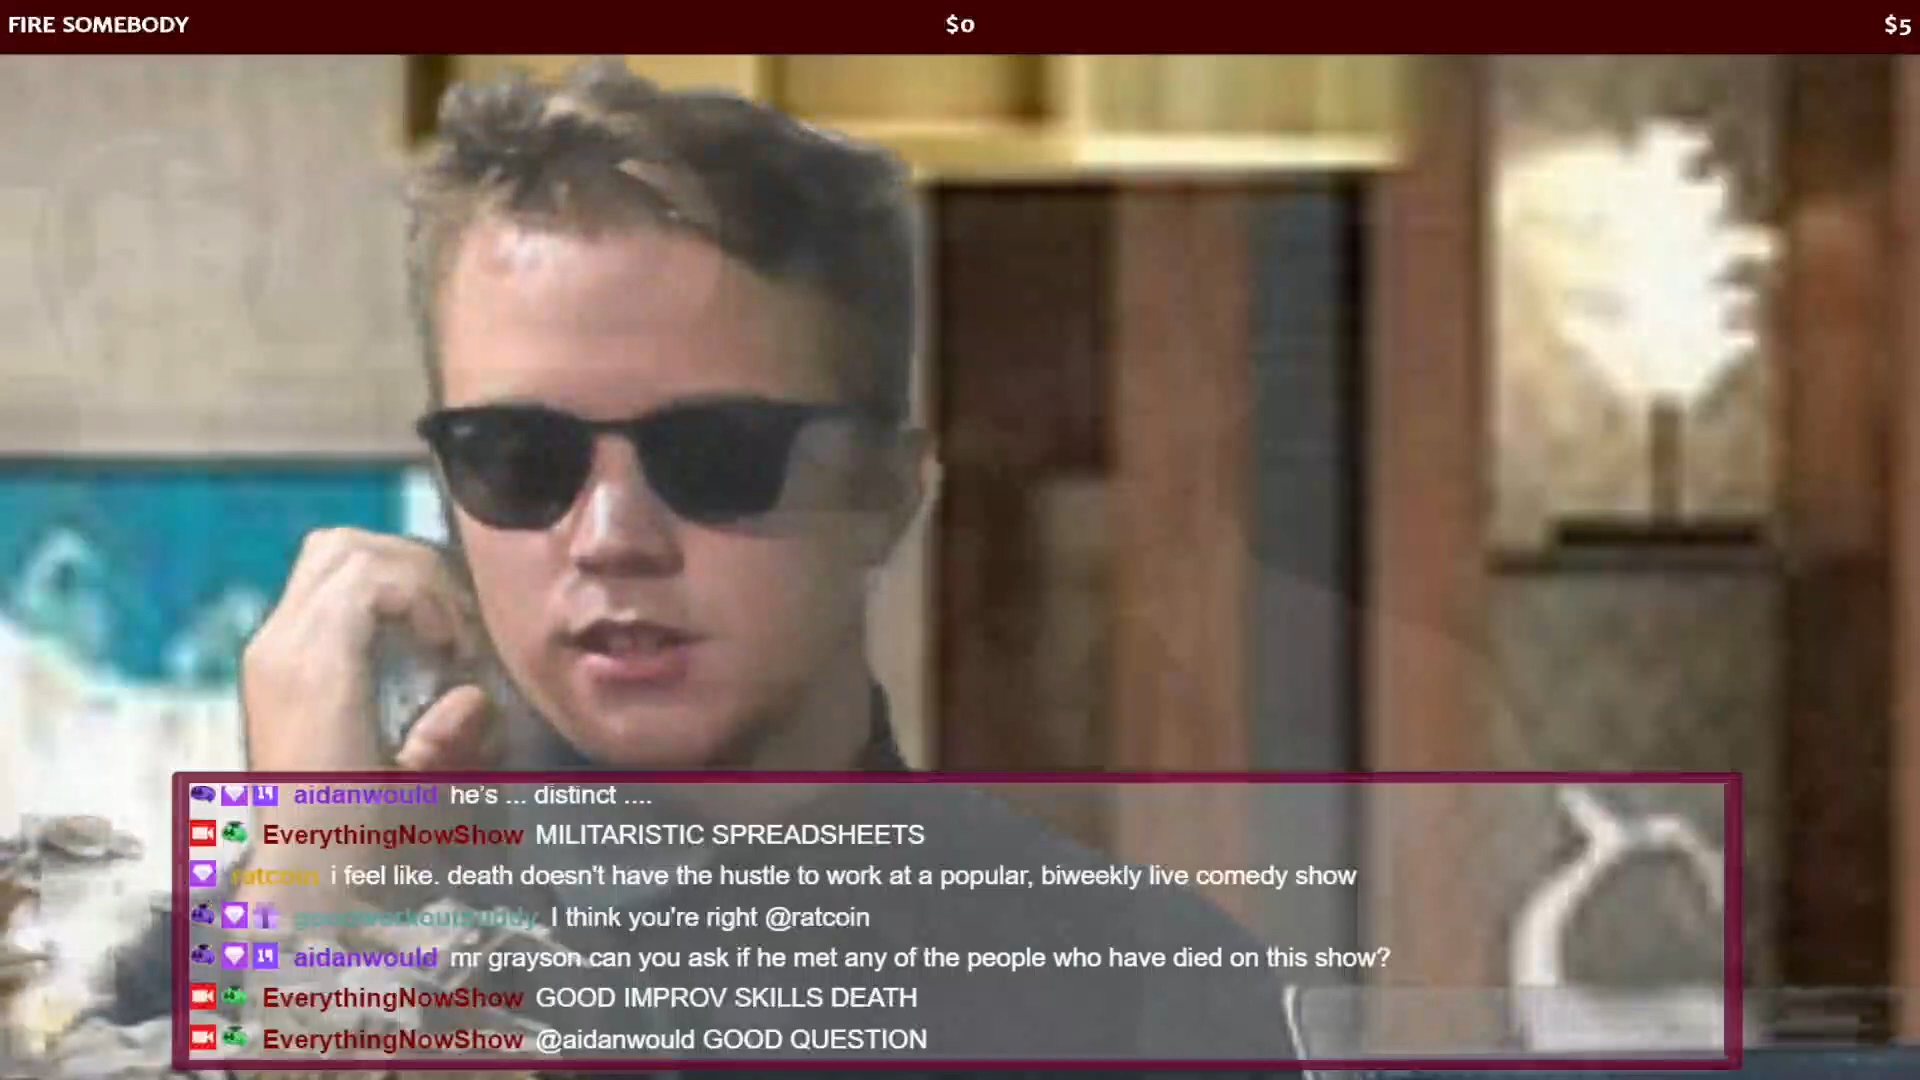 FIRE SOMEBODY $0 $5
aidanwould he's ... distinct ....
EverythingNowShow MILITARISTIC SPREADSHEETS
ratcoin i feel like. death doesn't have the hustle to work at a popular, biweekly live comedy show
goodworkoutbuddy I think you're right @ratcoin
aidanwould mr grayson can you ask if he met any of the people who have died on this show?
EverythingNowShow GOOD IMPROV SKILLS DEATH
EverythingNowShow @aidanwould GOOD QUESTION